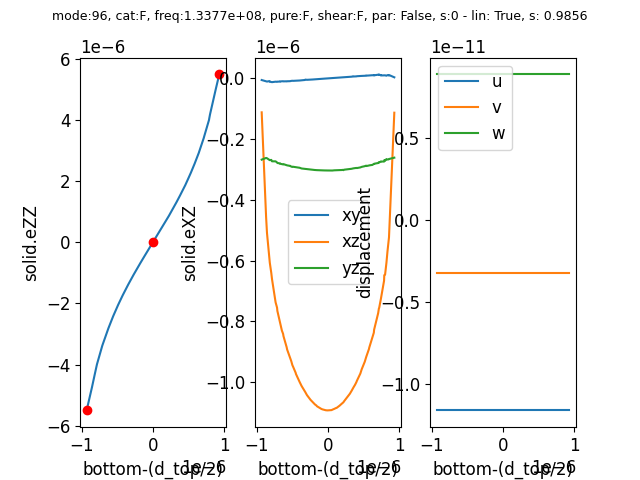 mode:96, cat:F, freq:1.3377e+08, pure:F, shear:F, par: False, s:0 - lin: True, s: 0.9856
1e−6
6
4
2
0
−2
−4
−6
solid.eZZ
−1
0
1
1e−6
bottom-(d_top/2)
1e−6
0.0
−0.2
−0.4
−0.6
−0.8
−1.0
solid.eXZ
xy
xz
yz
−1
0
1
1e−6
bottom-(d_top/2)
1e−11
0.5
0.0
−0.5
−1.0
displacement
u
v
w
−1
0
1
1e−6
bottom-(d_top/2)